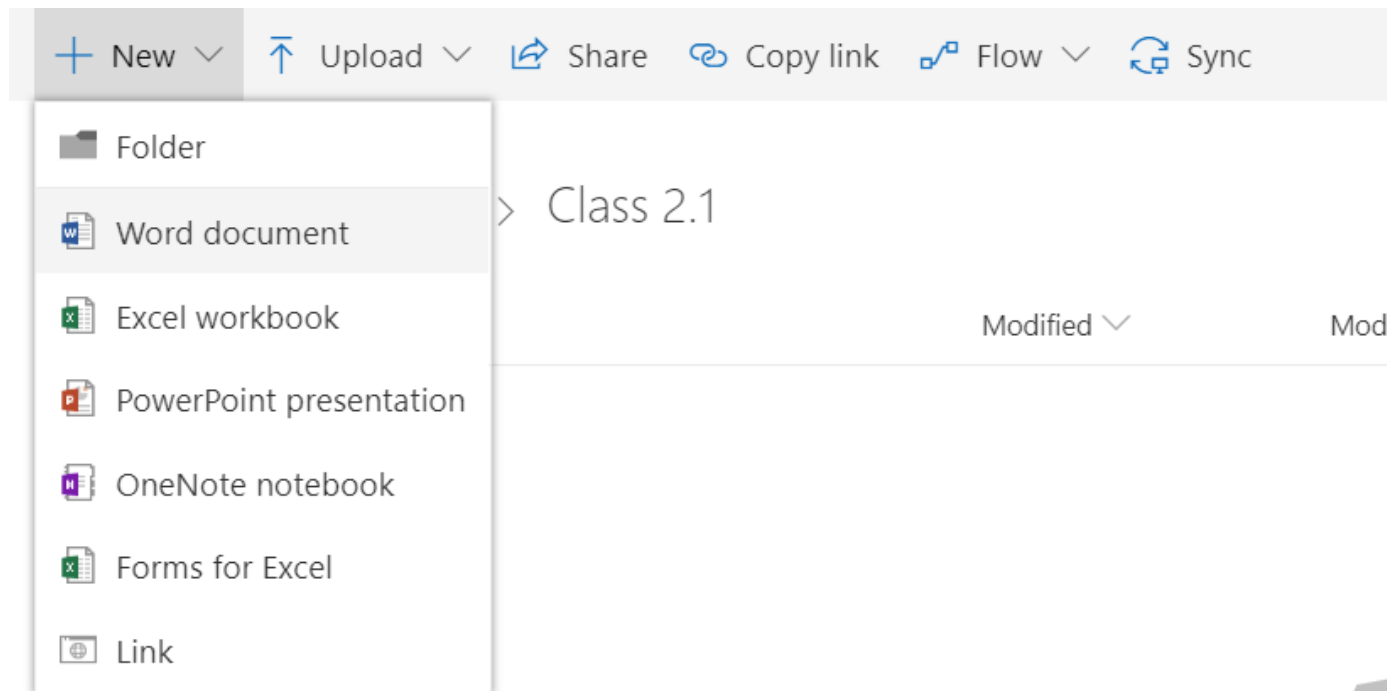 New Upload Share Copy link Flow Sync
Folder
Class 2.1
Word document
Excel workbook
Modified Mod
PowerPoint presentation
OneNote notebook
Forms for Excel
Link